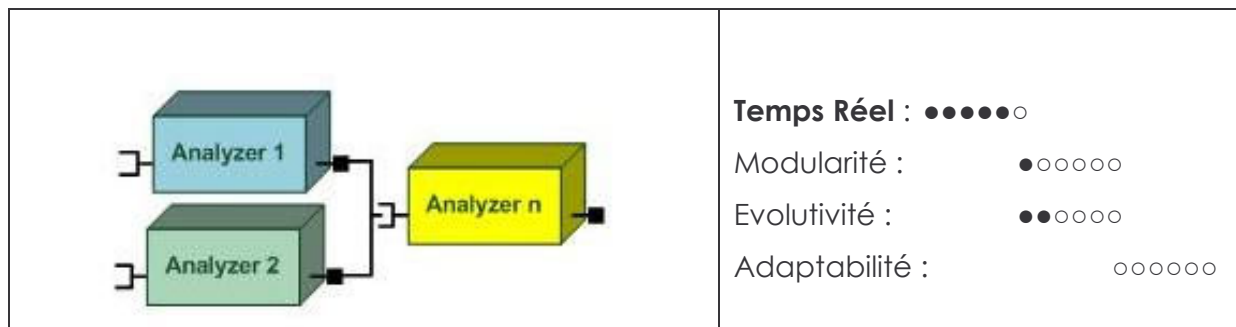 Analyzer 1
Analyzer 2
Analyzer n
Temps Réel : ●●●●●○
Modularité : ●○○○○○
Evolutivité : ●●○○○○
Adaptabilité : ○○○○○○